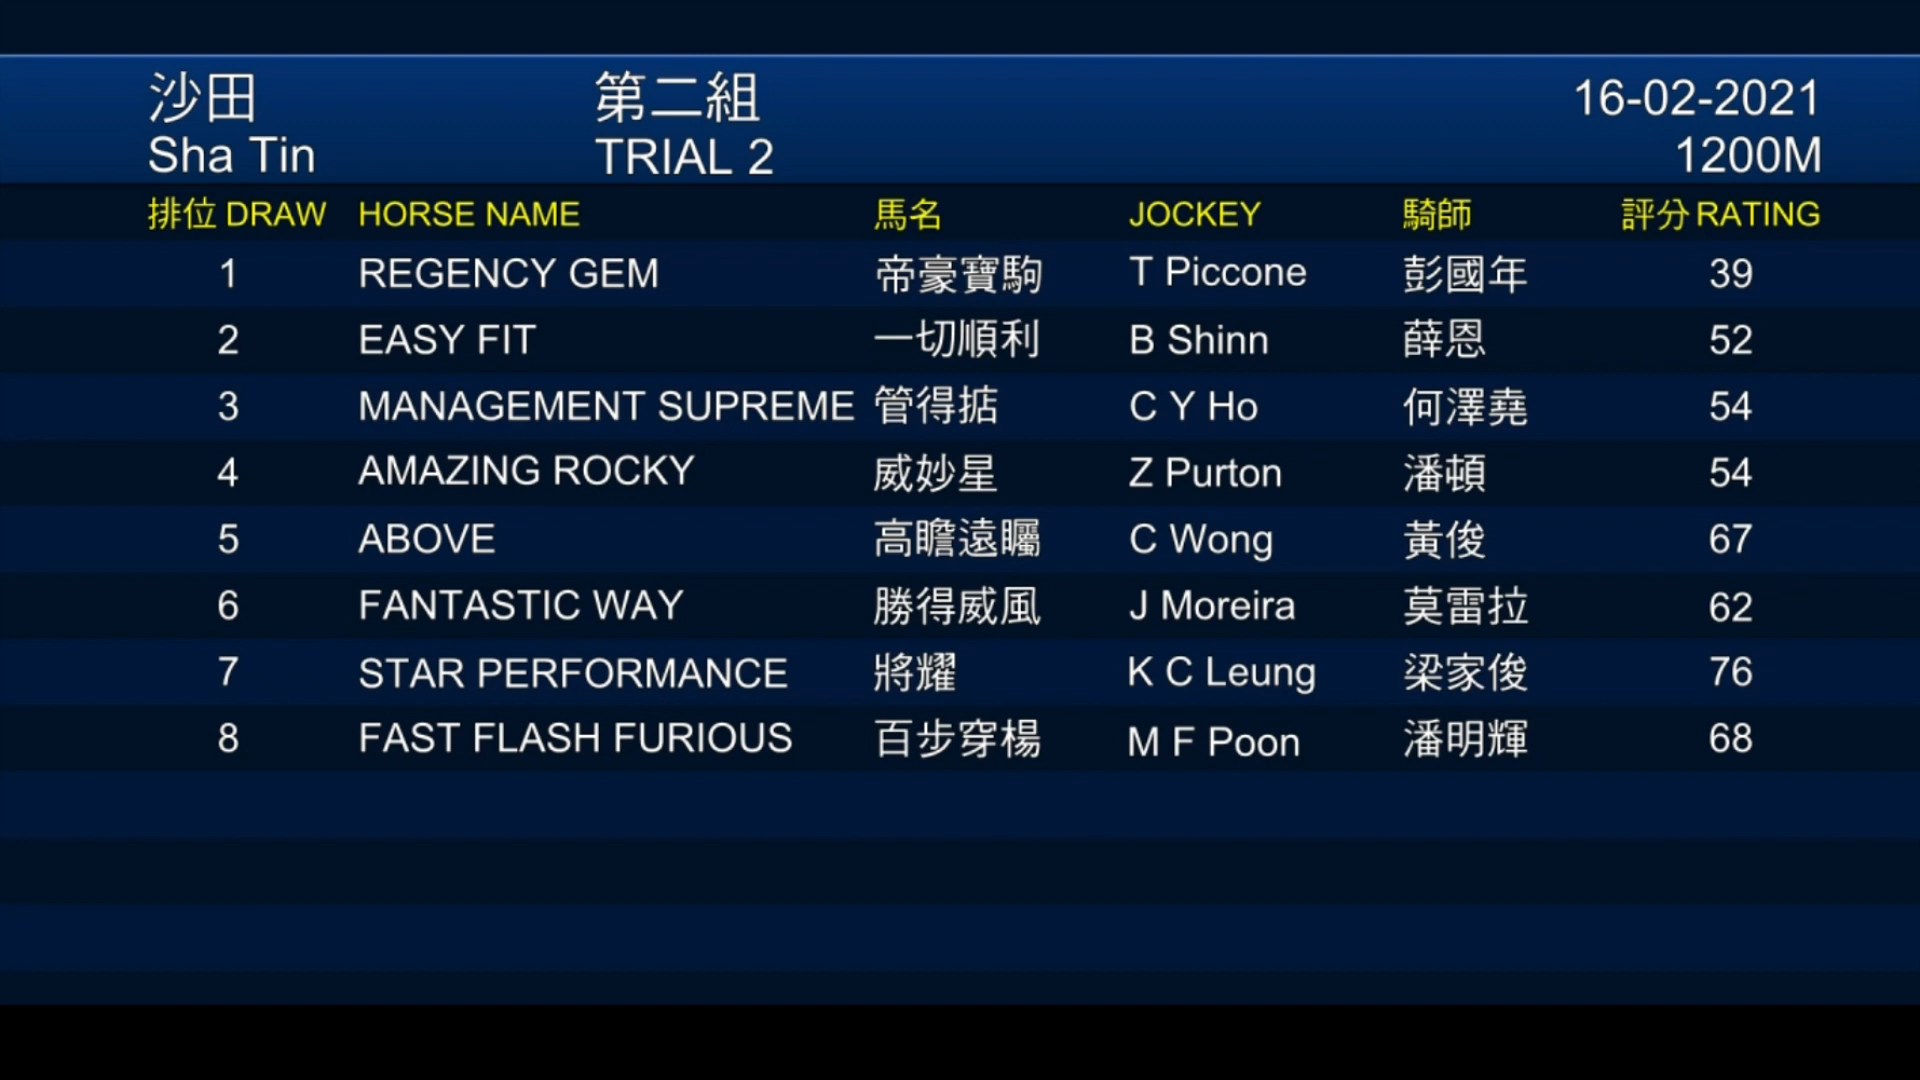 沙田 第二組 16-02-2021
Sha Tin TRIAL 2 1200M
排位 DRAW HORSE NAME 馬名 JOCKEY 騎師 評分 RATING
1 REGENCY GEM 帝豪寶駒 T Piccone 彭國年 39
2 EASY FIT 一切順利 B Shinn 薛恩 52
3 MANAGEMENT SUPREME 管得掂 C Y Ho 何澤堯 54
4 AMAZING ROCKY 威妙星 Z Purton 潘頓 54
5 ABOVE 高瞻遠矚 C Wong 黃俊 67
6 FANTASTIC WAY 勝得威風 J Moreira 莫雷拉 62
7 STAR PERFORMANCE 將耀 K C Leung 梁家俊 76
8 FAST FLASH FURIOUS 百步穿楊 M F Poon 潘明輝 68